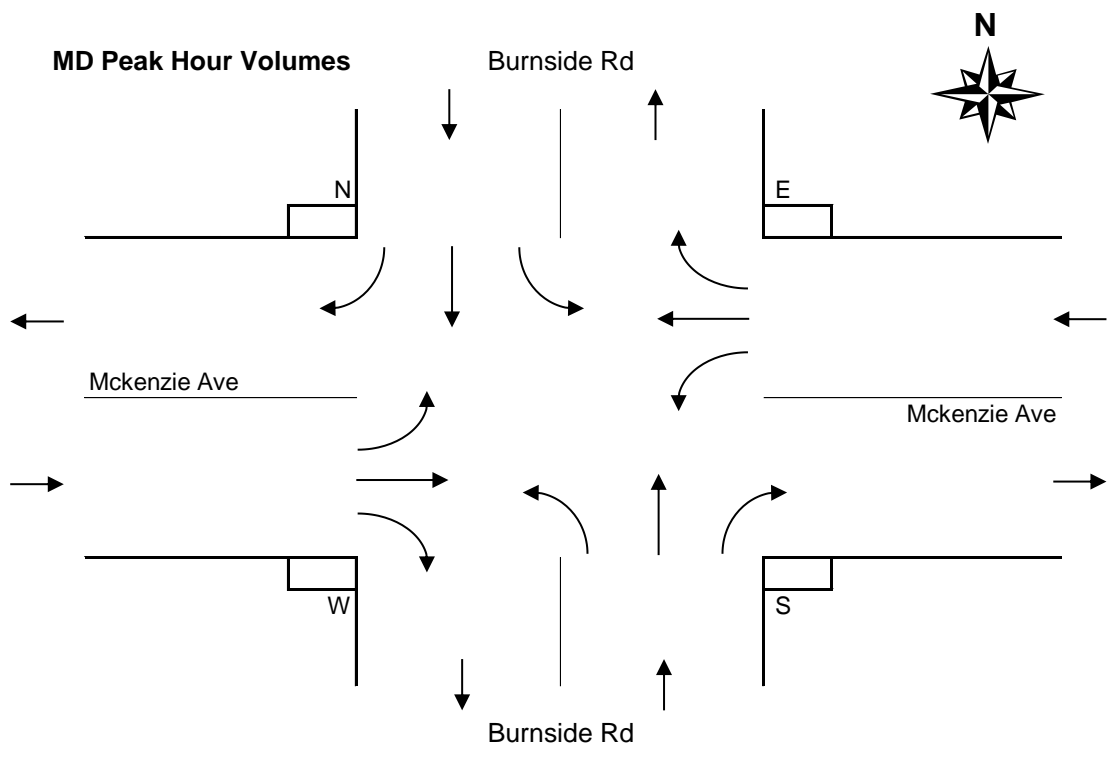 N
MD Peak Hour Volumes
Burnside Rd
N
E
Mckenzie Ave
Mckenzie Ave
W
S
Burnside Rd